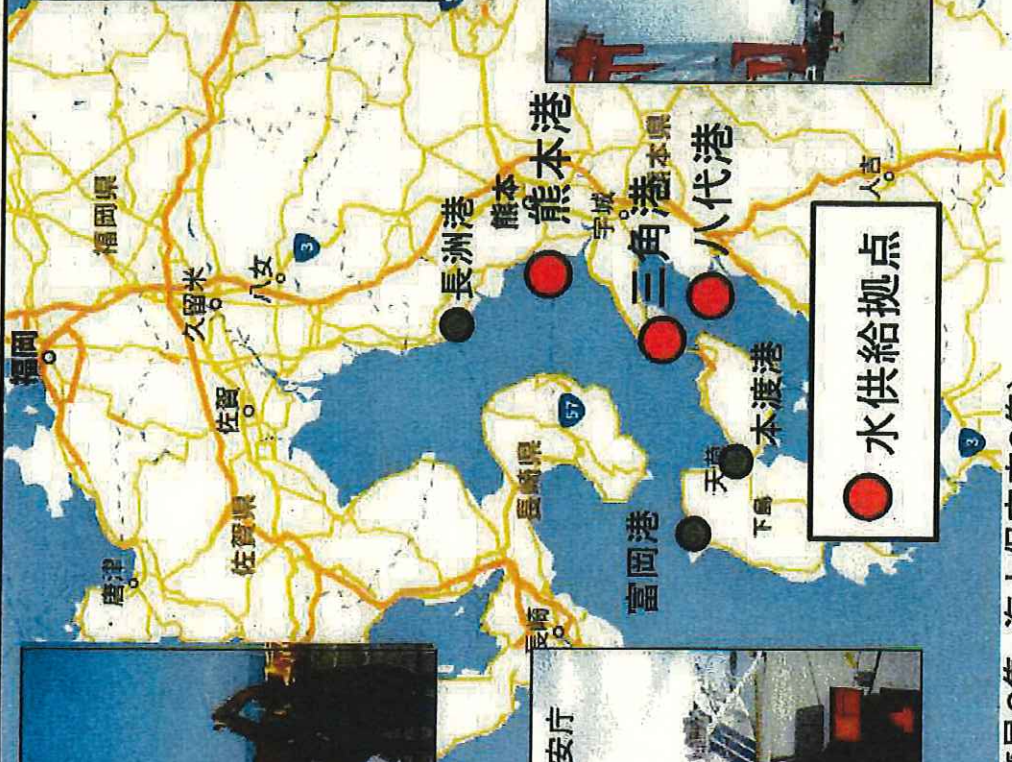 福岡
福岡県
久留米
八女
3
唐津
佐賀
佐賀県
長洲港
熊本
熊本港
宇城
熊本県
三角港
八代港
人吉
57
長崎県
長崎
富岡港
天草
本渡港
下島
水供給拠点
3
安庁